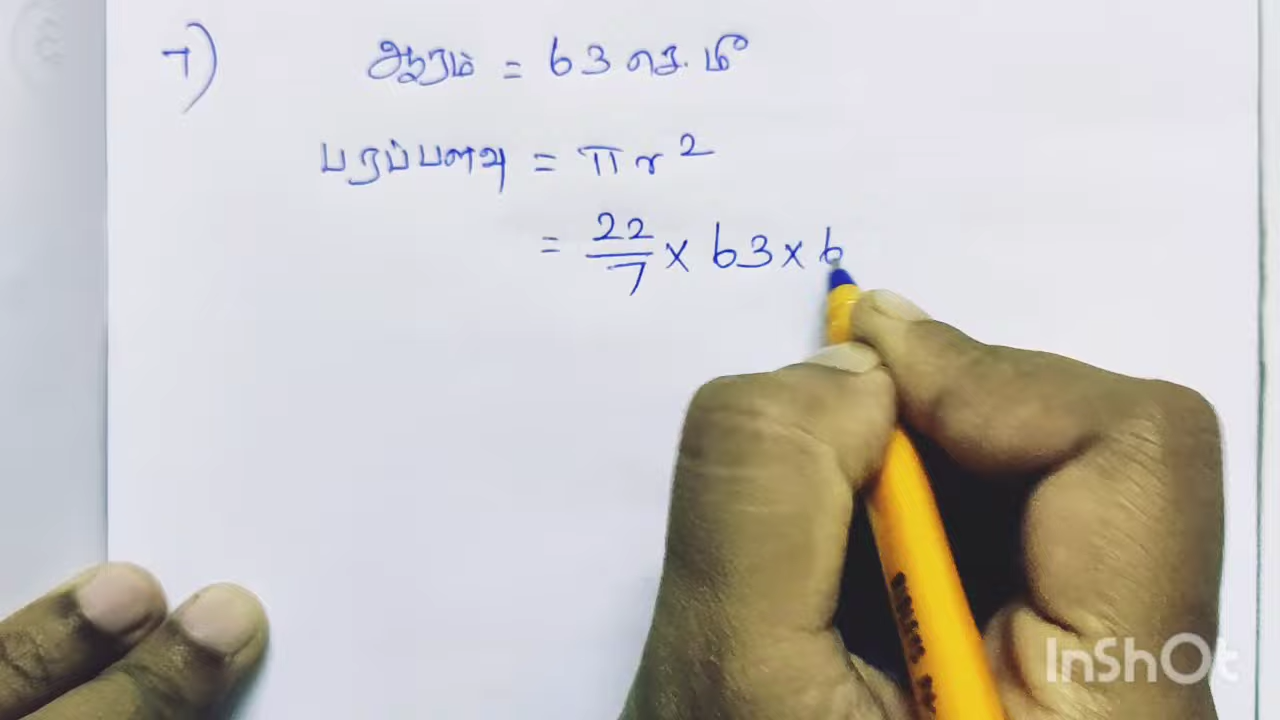 7) ஆரம் = 63 செ.மீ
பரப்பளவு = πr²
= 22/7 × 63 × 6
InShOt